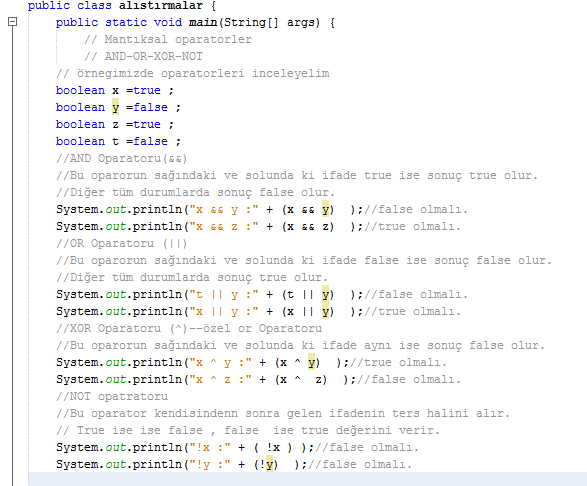 public class alıstırmalar {
public static void main(String[] args) {
// Mantıksal oparatorler
// AND-OR-XOR-NOT
// örnegimizde oparatorleri inceleyelim
boolean x =true ;
boolean y =false ;
boolean z =true ;
boolean t =false ;
//AND Oparatoru(&&)
//Bu oparorun sağındaki ve solunda ki ifade true ise sonuç true olur.
//Diğer tüm durumlarda sonuç false olur.
System.out.println("x && y :" + (x && y)  );//false olmalı.
System.out.println("x && z :" + (x && z)  );//true olmalı.
//OR Oparatoru (||)
//Bu oparorun sağındaki ve solunda ki ifade false ise sonuç false olur.
//Diğer tüm durumlarda sonuç true olur.
System.out.println("t || y :" + (t || y)  );//false olmalı.
System.out.println("x || y :" + (x || y)  );//true olmalı.
//XOR Oparatoru (^)--özel or Oparatoru
//Bu oparorun sağındaki ve solunda ki ifade aynı ise sonuç false olur.
System.out.println("x ^ y :" + (x ^ y)  );//true olmalı.
System.out.println("x ^ z :" + (x ^  z)  );//false olmalı.
//NOT opatratoru
//Bu oparator kendisindenn sonra gelen ifadenin ters halini alır.
// True ise ise false , false  ise true değerini verir.
System.out.println("!x :" + ( !x ) );//false olmalı.
System.out.println("!y :" + (!y)  );//false olmalı.